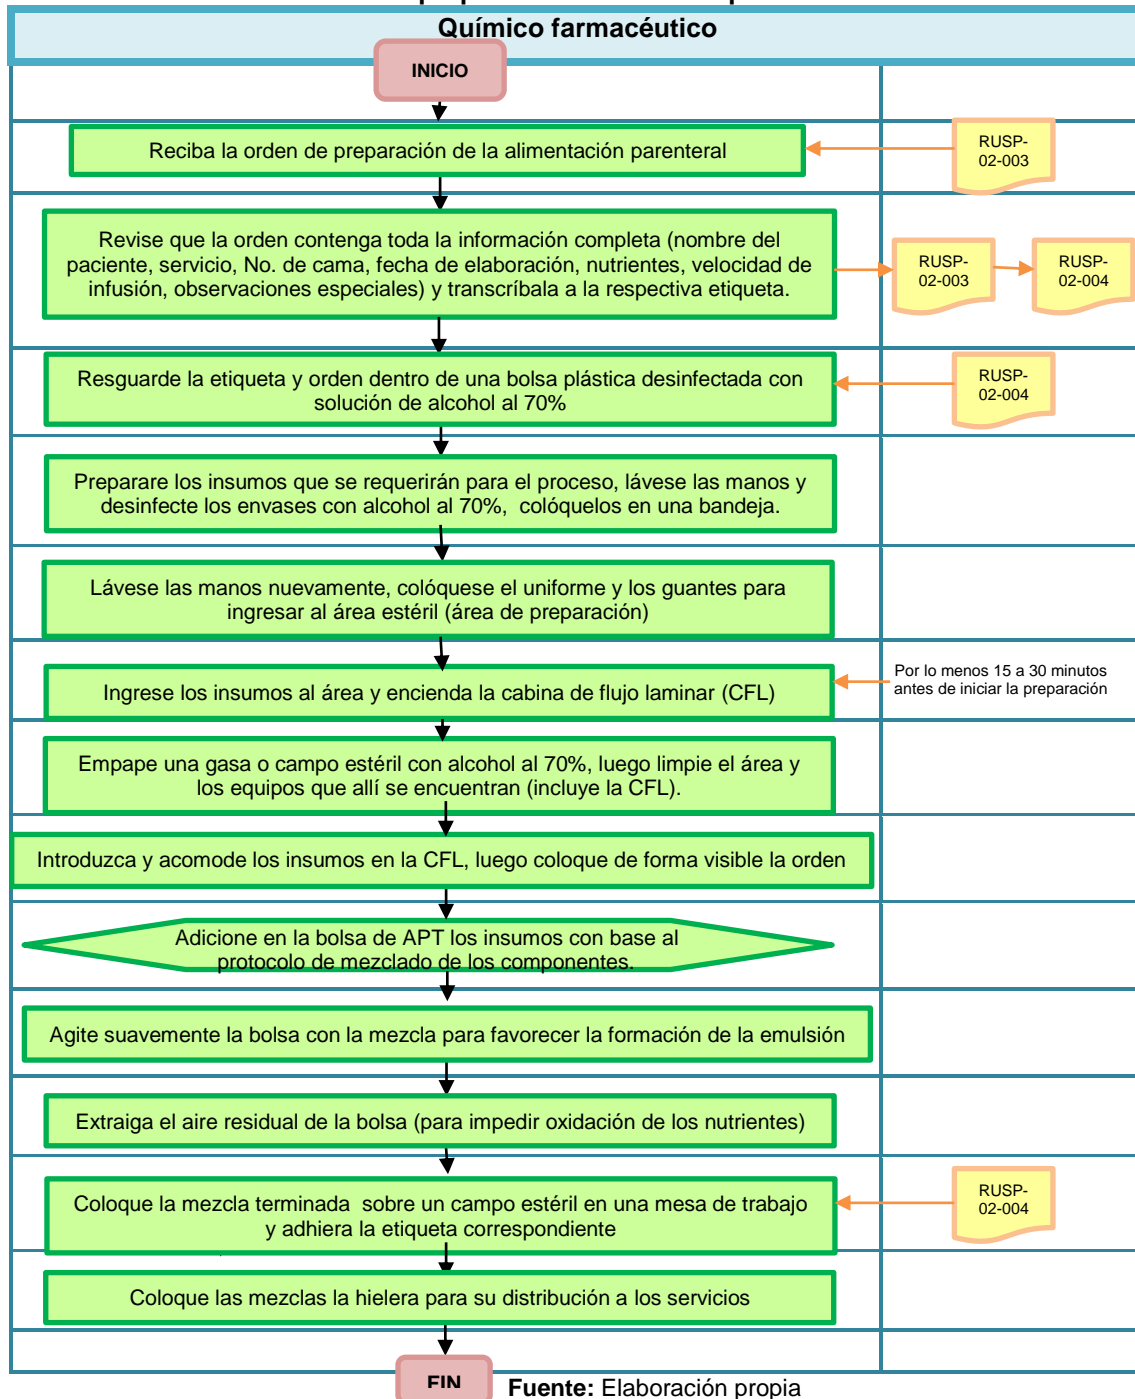 Químico farmacéutico
INICIO
Reciba la orden de preparación de la alimentación parenteral
RUSP-
02-003
Revise que la orden contenga toda la información completa (nombre del
paciente, servicio, No. de cama, fecha de elaboración, nutrientes, velocidad de
infusión, observaciones especiales) y transcríbala a la respectiva etiqueta.
RUSP-
02-003
RUSP-
02-004
Resguarde la etiqueta y orden dentro de una bolsa plástica desinfectada con
solución de alcohol al 70%
RUSP-
02-004
Preparare los insumos que se requerirán para el proceso, lávese las manos y
desinfecte los envases con alcohol al 70%, colóquelos en una bandeja.
Lávese las manos nuevamente, colóquese el uniforme y los guantes para
ingresar al área estéril (área de preparación)
Ingrese los insumos al área y encienda la cabina de flujo laminar (CFL)
Por lo menos 15 a 30 minutos
antes de iniciar la preparación
Empape una gasa o campo estéril con alcohol al 70%, luego limpie el área y
los equipos que allí se encuentran (incluye la CFL).
Introduzca y acomode los insumos en la CFL, luego coloque de forma visible la orden
Adicione en la bolsa de APT los insumos con base al
protocolo de mezclado de los componentes.
Agite suavemente la bolsa con la mezcla para favorecer la formación de la emulsión
Extraiga el aire residual de la bolsa (para impedir oxidación de los nutrientes)
Coloque la mezcla terminada sobre un campo estéril en una mesa de trabajo
y adhiera la etiqueta correspondiente
RUSP-
02-004
Coloque las mezclas la hielera para su distribución a los servicios
FIN
Fuente: Elaboración propia